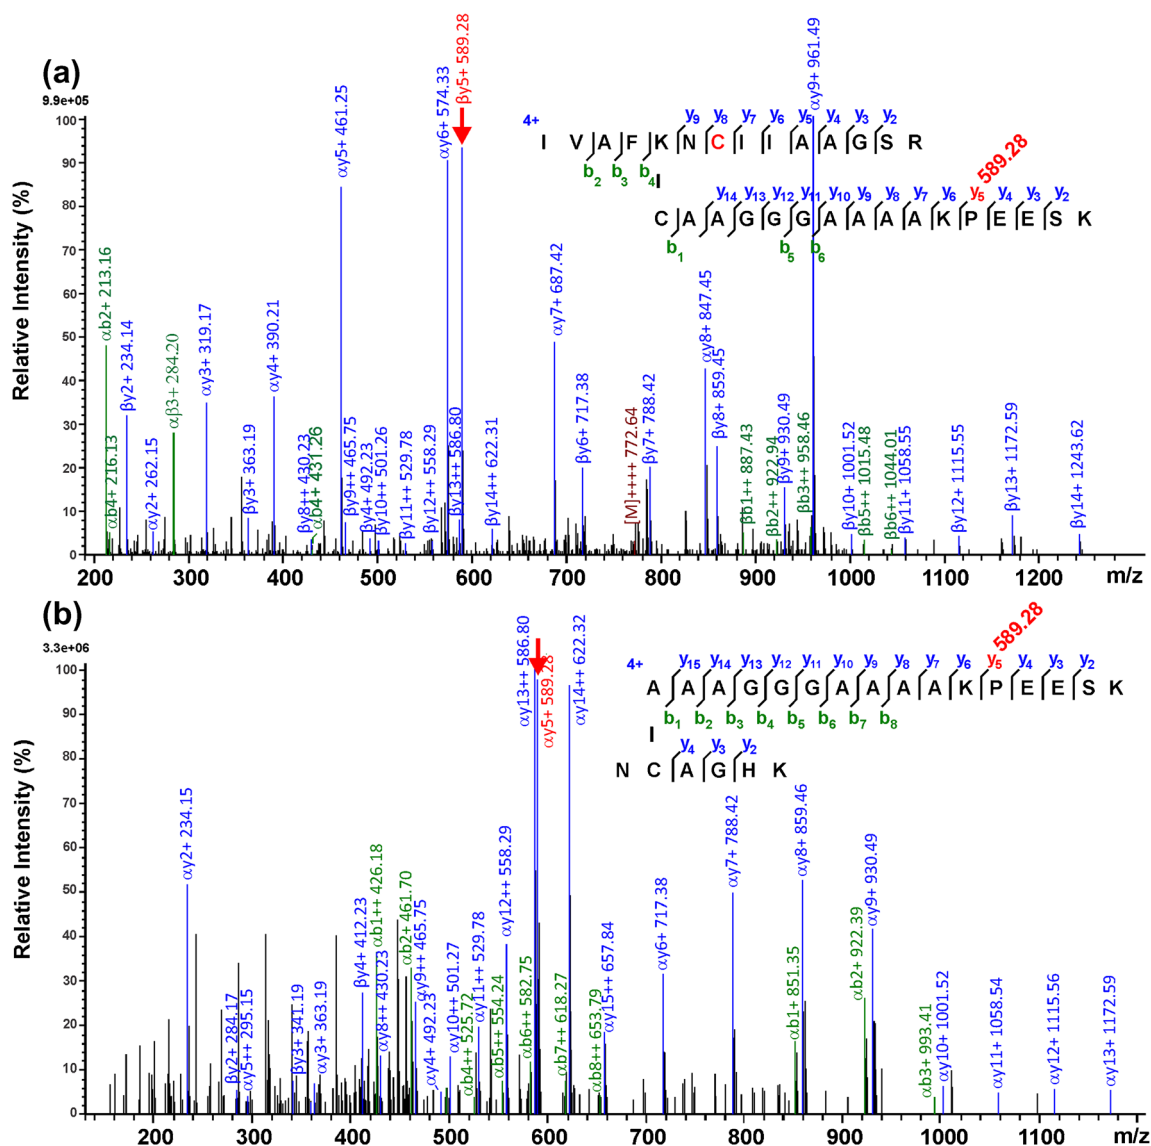 (a)
9.9e+05
Relative Intensity (%)
100
90
80
70
60
50
40
30
20
10
0
200 300 400 500 600 700 800 900 1000 1100 1200 m/z
αb2+ 213.16
αb4+ 216.13
βy2+ 234.14
αy2+ 262.15
αβ3+ 284.20
αy3+ 319.17
βy3+ 363.19
αy4+ 390.21
βy8++ 430.23
αb4+ 431.26
αy5+ 461.25
βy9++ 465.75
βy4+ 492.23
βy10++ 501.26
βy11++ 529.78
βy12++ 558.29
αy6+ 574.33
βy13++ 586.80
βy5+ 589.28
βy14++ 622.31
αy7+ 687.42
βy6+ 717.38
[M]++++ 772.64
βy7+ 788.42
αy8+ 847.45
βy8+ 859.45
βb1++ 887.43
βb2++ 922.94
βy9+ 930.49
βb3++ 958.46
αy9+ 961.49
βy10+ 1001.52
βb5++ 1015.48
βb6++ 1044.01
βy11+ 1058.55
βy12+ 1115.55
βy13+ 1172.59
βy14+ 1243.62
4+
y9 y8 y7 y6 y5 y4 y3 y2
I V A F K N C I I A A G S R
b2 b3 b4
I
589.28
y14 y13 y12 y11 y10 y9 y8 y7 y6 y5 y4 y3 y2
C A A G G G A A A A K P E E S K
b1 b5 b6
(b)
3.3e+06
Relative Intensity (%)
100
90
80
70
60
50
40
30
20
10
0
200 300 400 500 600 700 800 900 1000 1100 m/z
αy2+ 234.15
βy2+ 284.17
αy5++ 295.15
βy3+ 341.19
αy3+ 363.19
βy4+ 412.23
αb1++ 426.18
αy8++ 430.23
αb2+ 461.70
αy9++ 465.75
αy4+ 492.23
αy10++ 501.27
αb4++ 525.72
αy11++ 529.78
αb5++ 554.24
αy12++ 558.29
αb6++ 582.75
αy13++ 586.80
αy5+ 589.28
αb7++ 618.27
αy14++ 622.32
αb8++ 653.79
αy15++ 657.84
αy6+ 717.38
αy7+ 788.42
αb1+ 851.35
αy8+ 859.46
αb2+ 922.39
αy9+ 930.49
αb3+ 993.41
αy10+ 1001.52
αy11+ 1058.54
αy12+ 1115.56
αy13+ 1172.59
589.28
4+
y15 y14 y13 y12 y11 y10 y9 y8 y7 y6 y5 y4 y3 y2
A A A G G G A A A A K P E E S K
b1 b2 b3 b4 b5 b6 b7 b8
I
y4 y3 y2
N C A G H K